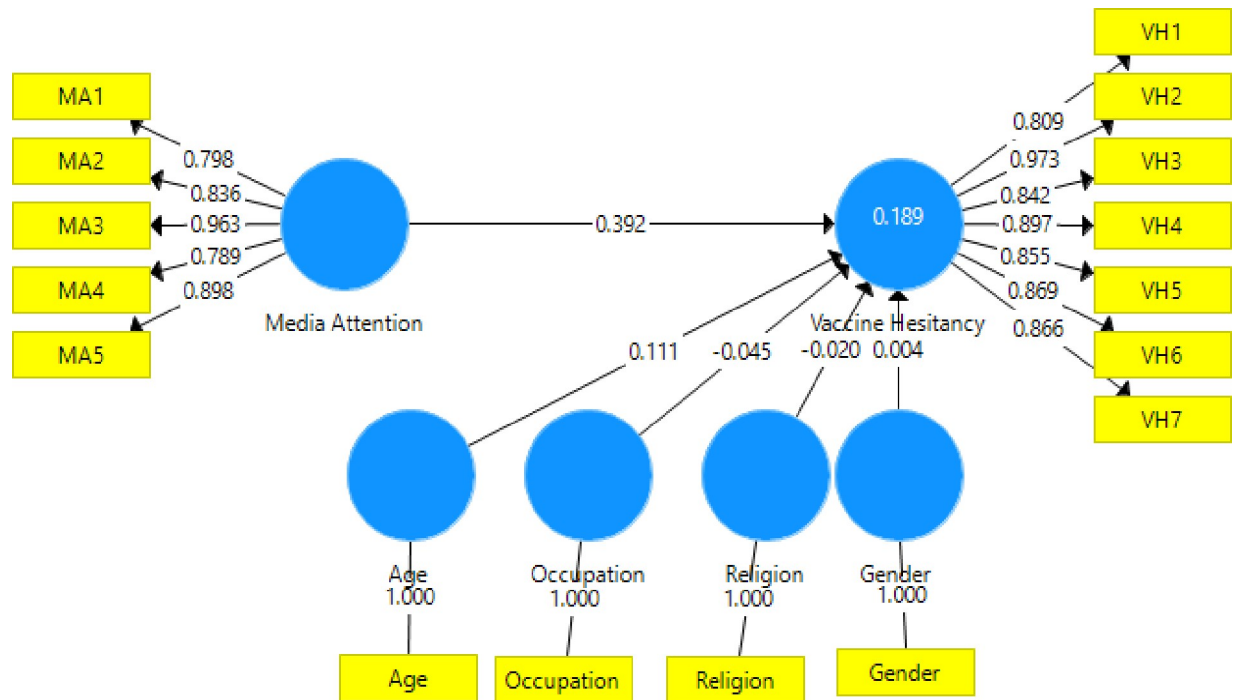 VH1
MA1
VH2
0.809
MA2
0.798
0.973
VH3
0.836
0.842
MA3
0.963
0.392
0.189
0.897
VH4
0.789
0.855
MA4
0.898
0.869
VH5
Media Attention
Vaccine Hesitancy
0.866
MA5
0.111
-0.045
-0.020
0.004
VH6
VH7
Age
Occupation
Religion
Gender
1.000
1.000
1.000
1.000
Age
Occupation
Religion
Gender